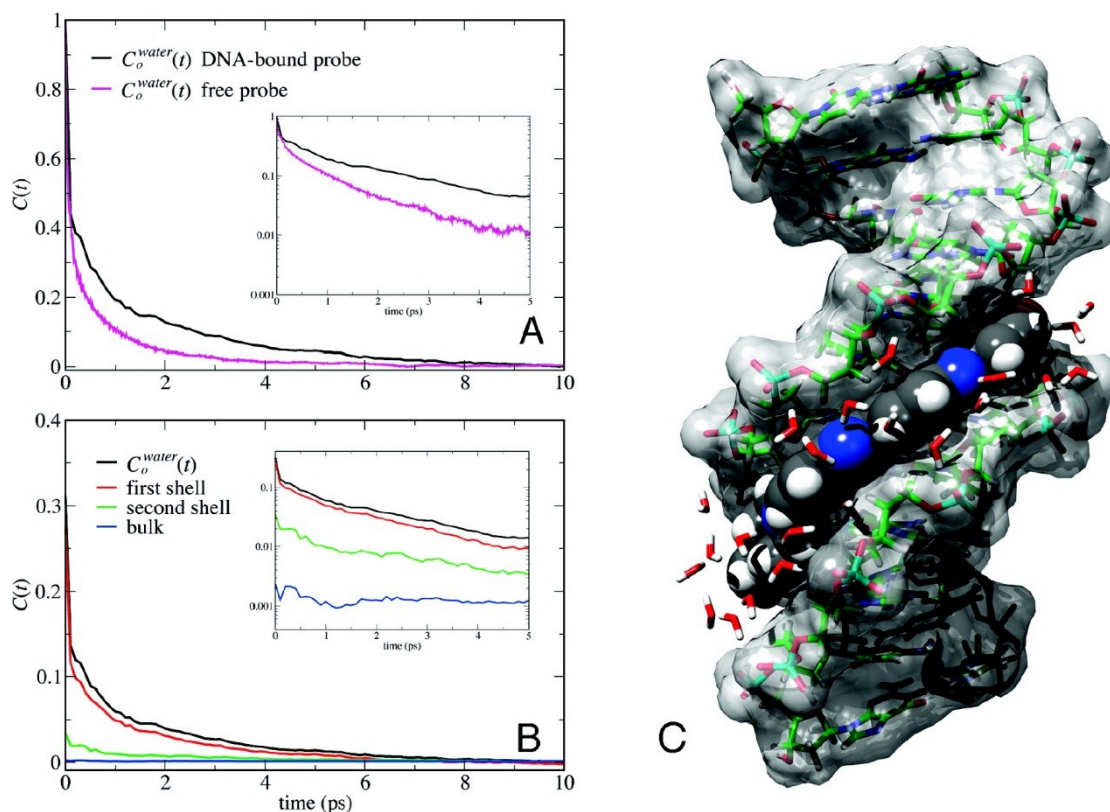 1
0.8
0.6
0.4
0.2
0
C(t)
C_o^water(t) DNA-bound probe
C_o^water(t) free probe
1
0.1
0.01
0.001
0 1 2 3 4 5
time (ps)
A
0 2 4 6 8 10
0.4
0.3
0.2
0.1
0
C(t)
C_o^water(t)
first shell
second shell
bulk
0.1
0.01
0.001
0 1 2 3 4 5
time (ps)
B
0 2 4 6 8 10
time (ps)
C